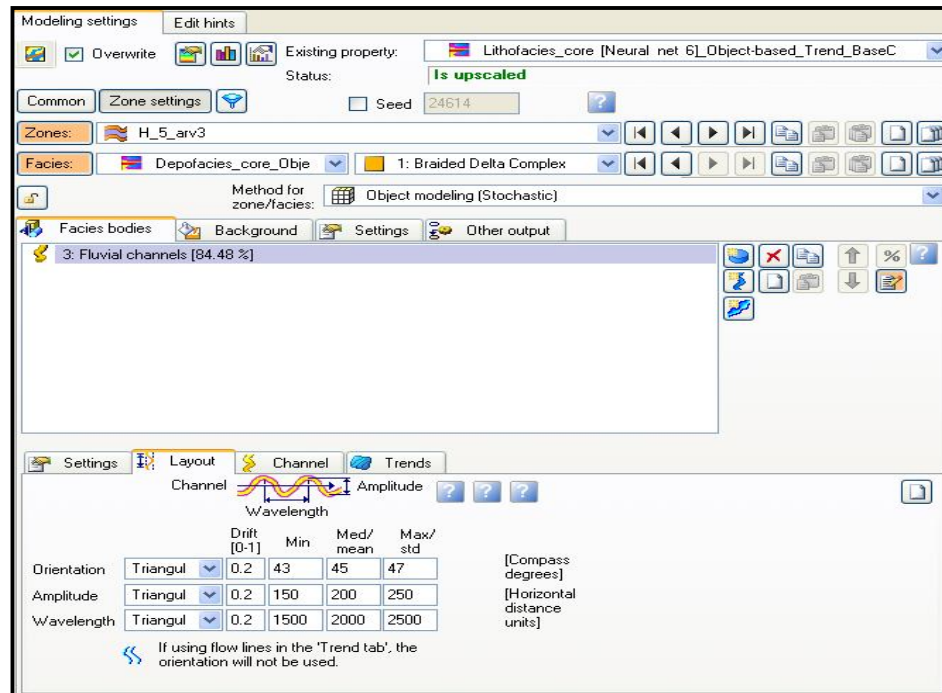 Modeling settings Edit hints
Overwrite Existing property: Lithofacies_core [Neural net 6]_Object-based_Trend_BaseC
Status: Is upscaled
Common Zone settings Seed 24614 ?
Zones: H_5_arv3
Facies: Depofacies_core_Obje 1: Braided Delta Complex
Method for zone/facies: Object modeling (Stochastic)
Facies bodies Background Settings Other output
3: Fluvial channels [84.48 %]
% ?
Settings Layout Channel Trends
Channel Amplitude ? ? ?
Wavelength
Drift [0-1] Min Med/ mean Max/ std
Orientation Triangul 0.2 43 45 47 [Compass degrees]
Amplitude Triangul 0.2 150 200 250 [Horizontal distance units]
Wavelength Triangul 0.2 1500 2000 2500
If using flow lines in the 'Trend tab', the
orientation will not be used.